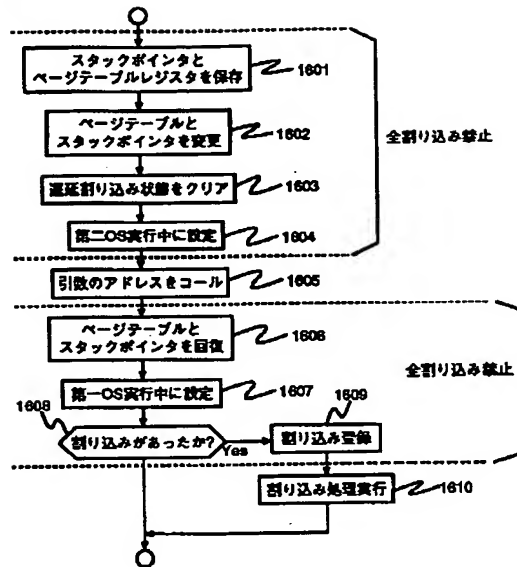 スタックポインタと
ページテーブルレジスタを保存
1601
ページテーブルと
スタックポインタを変更
1602
全割り込み禁止
遅延割り込み状態をクリア
1603
第二OS実行中に設定
1604
引数のアドレスをコール
1605
ページテーブルと
スタックポインタを回復
1606
全割り込み禁止
第一OS実行中に設定
1607
1608
割り込みがあったか?
Yes
1609
割り込み登録
割り込み処理実行
1610